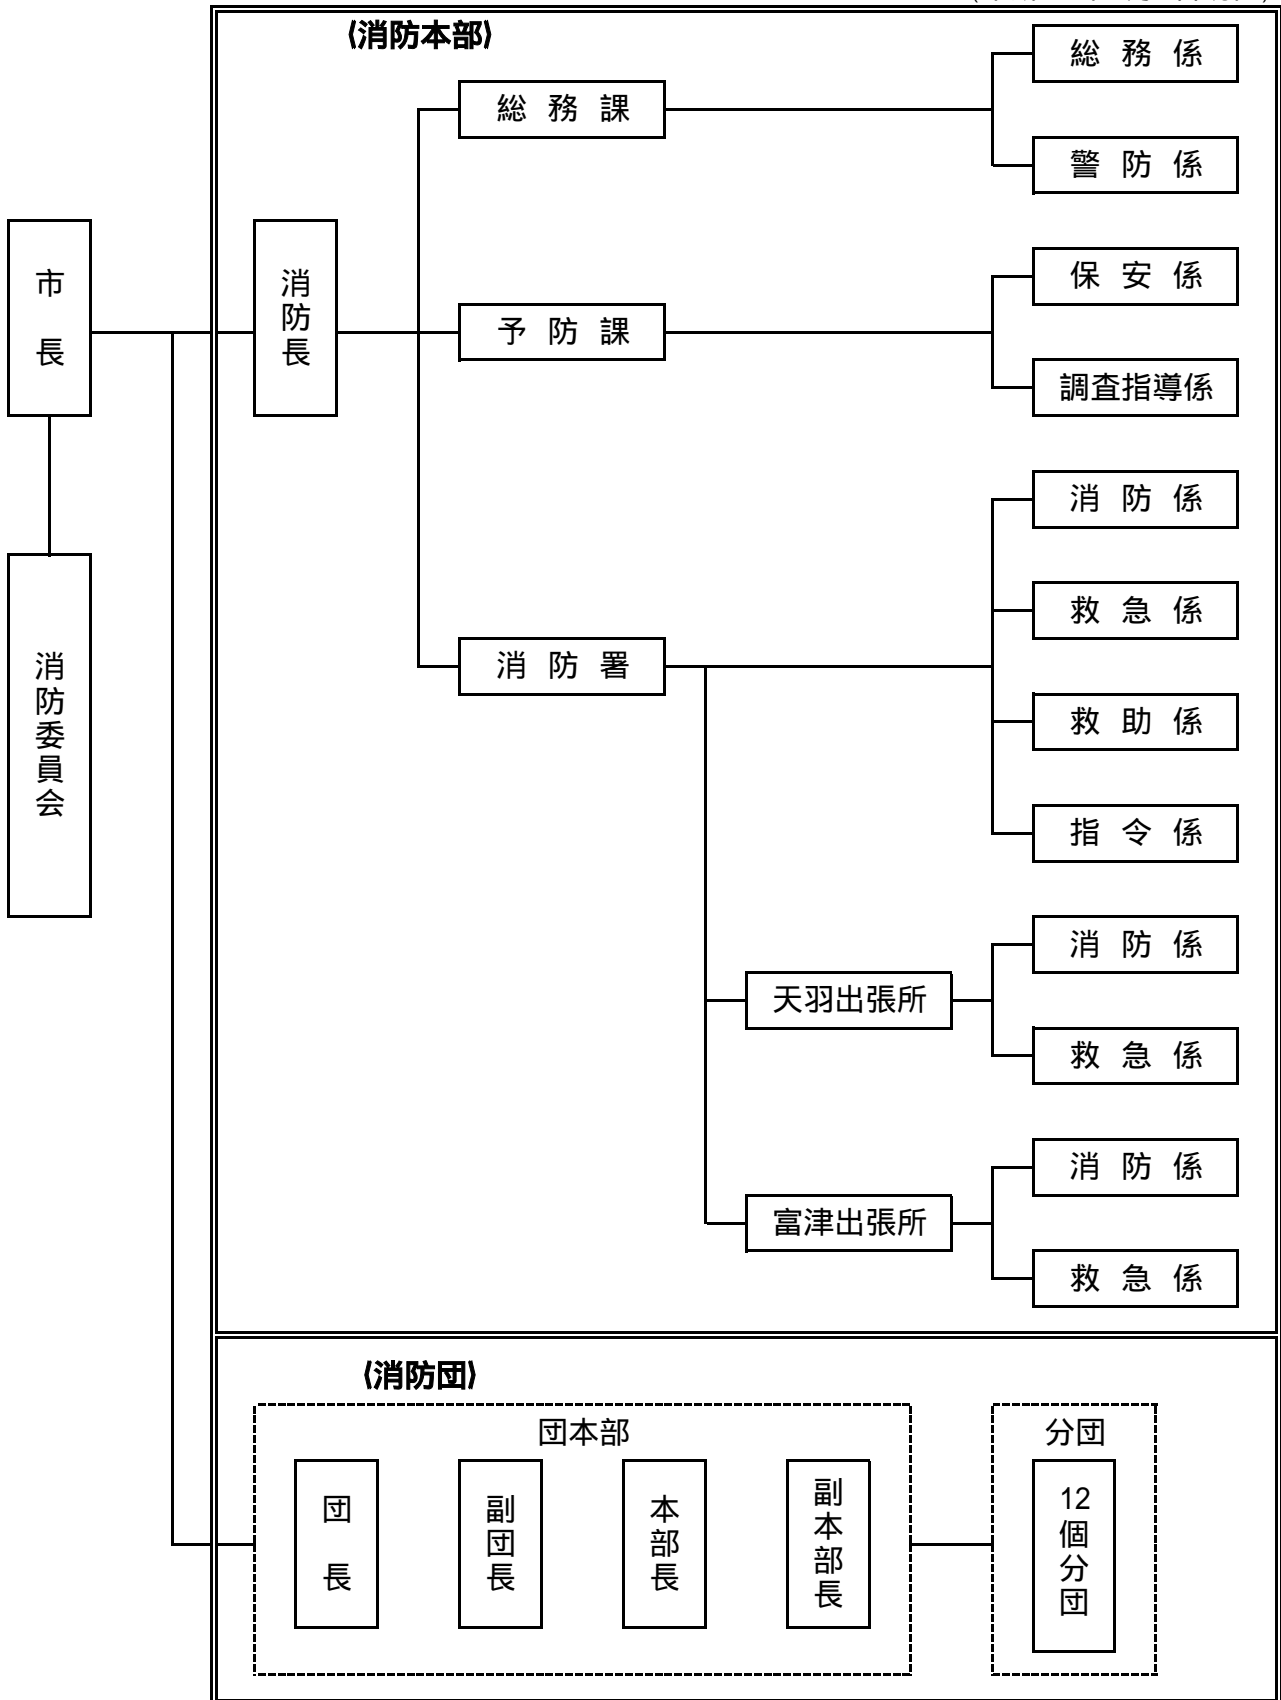 (消防本部)
総務係
総務課
警防係
市長
消防長
保安係
予防課
調査指導係
消防係
救急係
消防署
消防委員会
救助係
指令係
消防係
天羽出張所
救急係
消防係
富津出張所
救急係
(消防団)
団本部
分団
団長
副団長
本部長
副本部長
12個分団